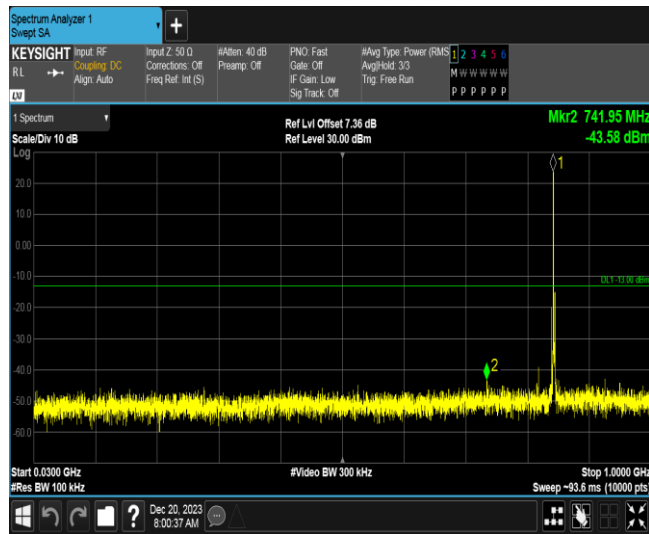 Spectrum Analyzer 1
Swept SA
KEYSIGHT
RL
LXI
Input: RF
Coupling: DC
Align: Auto
Input Z: 50 Ω
Corrections: Off
Freq Ref: Int (S)
#Atten: 40 dB
Preamp: Off
PNO: Fast
Gate: Off
IF Gain: Low
Sig Track: Off
#Avg Type: Power (RMS
Avg|Hold: 3/3
Trig: Free Run
1 2 3 4 5 6
M W W W W W
P P P P P P
1 Spectrum
Scale/Div 10 dB
Log
Ref Lvl Offset 7.36 dB
Ref Level 30.00 dBm
Mkr2 741.95 MHz
-43.58 dBm
1
20.0
10.0
0.00
-10.0
DL1 -13.00 dBm
-20.0
-30.0
-40.0
2
-50.0
-60.0
Start 0.0300 GHz
#Video BW 300 kHz
Stop 1.0000 GHz
#Res BW 100 kHz
Sweep ~93.6 ms (10000 pts)
?
Dec 20, 2023
8:00:37 AM